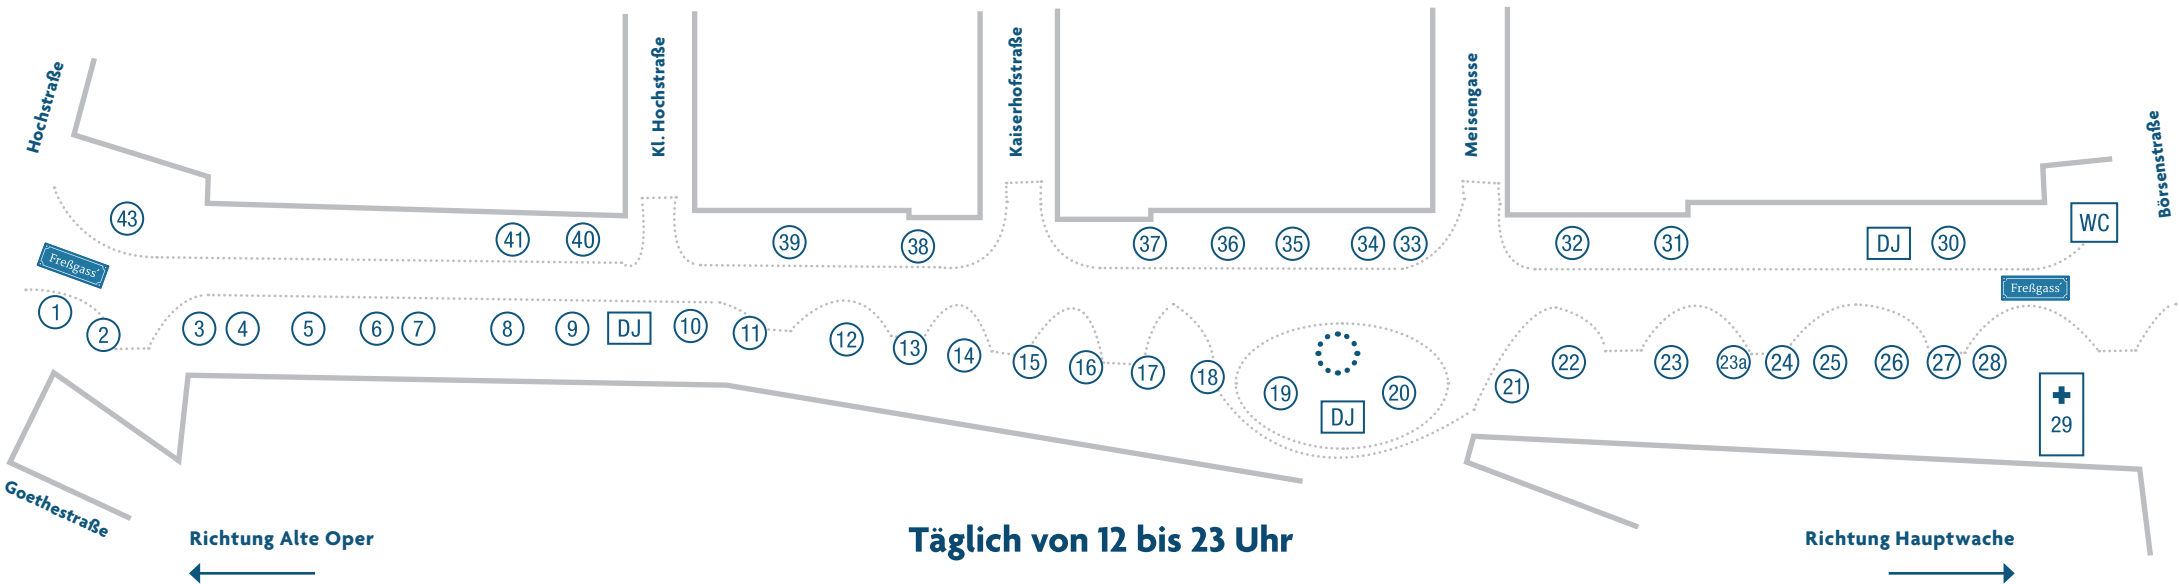 Hochstraße
Kl. Hochstraße
Kaiserhofstraße
Meisengasse
Börsenstraße
43
41
40
39
38
37
36
35
34
33
32
31
DJ
30
WC
Freßgass´
Freßgass´
1
2
3
4
5
6
7
8
9
DJ
10
11
12
13
14
15
16
17
18
19
DJ
20
21
22
23
23a
24
25
26
27
28
29
Goethestraße
Richtung Alte Oper
Täglich von 12 bis 23 Uhr
Richtung Hauptwache